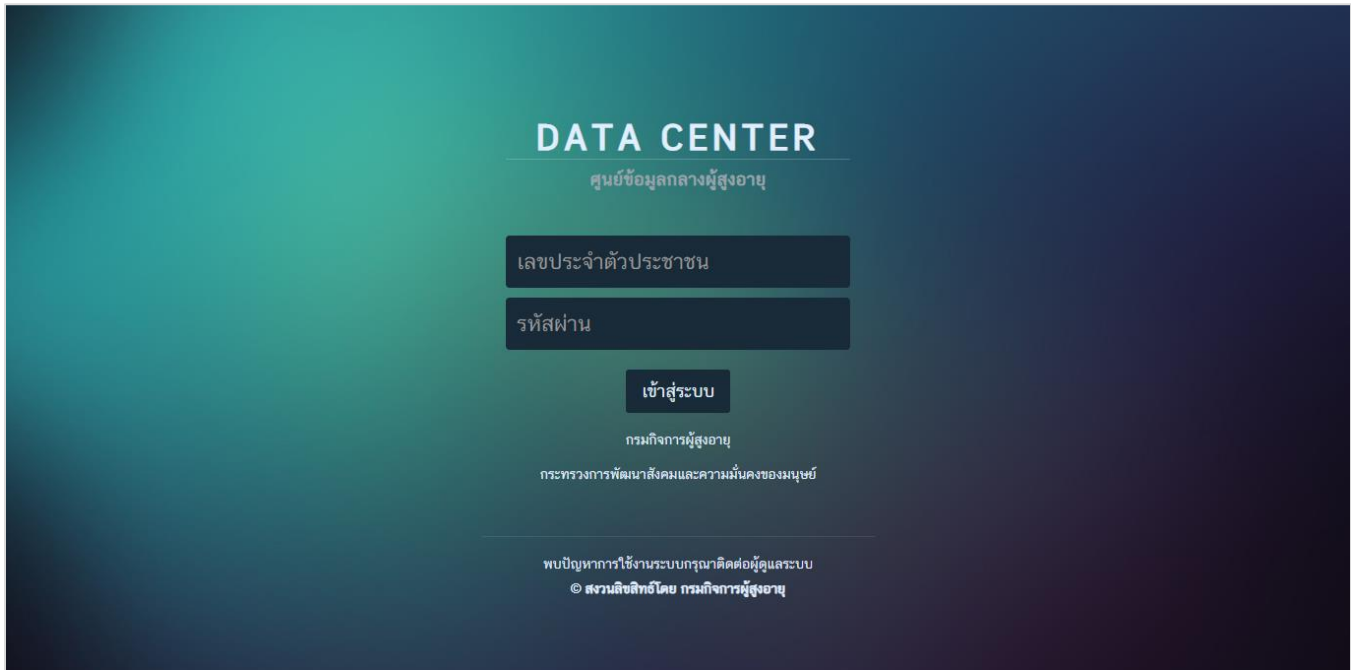 DATA CENTER
ศูนย์ข้อมูลกลางผู้สูงอายุ
เลขประจำตัวประชาชน
รหัสผ่าน
เข้าสู่ระบบ
กรมกิจการผู้สูงอายุ
กระทรวงการพัฒนาสังคมและความมั่นคงของมนุษย์
พบปัญหาการใช้งานระบบกรุณาติดต่อผู้ดูแลระบบ
© สงวนลิขสิทธ์โดย กรมกิจการผู้สูงอายุ